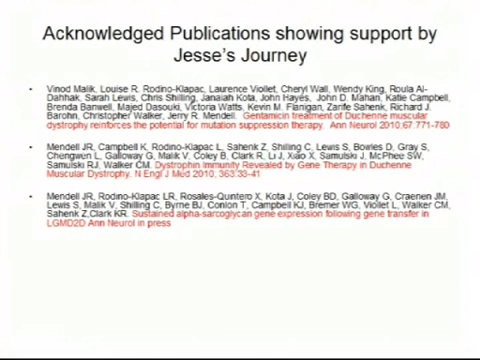 Acknowledged Publications showing support by
Jesse's Journey
• Vinod Malik, Louise R. Rodino-Klapac, Laurence Viollet, Cheryl Wall, Wendy King, Roula Al-
Dahhak, Sarah Lewis, Chris Shilling, Janaiah Kota, John Hayes, John D. Mahan, Katie Campbell,
Brenda Banwell, Majed Dasouki, Victoria Watts, Kevin M. Flanigan, Zarife Sahenk, Richard J.
Barohn, Christopher Walker, Jerry R. Mendell. Gentamicin treatment of Duchenne muscular
dystrophy reinforces the potential for mutation suppression therapy. Ann Neurol 2010;67:771-780
• Mendell JR, Campbell K, Rodino-Klapac L, Sahenk Z, Shilling C, Lewis S, Bowles D, Gray S,
Chengwen L, Galloway G, Malik V, Coley B, Clark R, Li J, Xiao X, Samulski J, McPhee SW,
Samulski RJ, Walker CM. Dystrophin Immunity Revealed by Gene Therapy in Duchenne
Muscular Dystrophy. N Engl J Med 2010; 363:33-41
• Mendell JR, Rodino-Klapac LR, Rosales-Quintero X, Kota J, Coley BD, Galloway G, Craenen JM,
Lewis S, Malik V, Shilling C, Byrne BJ, Conlon T, Campbell KJ, Bremer WG, Viollet L, Walker CM,
Sahenk Z,Clark KR. Sustained alpha-sarcoglycan gene expression following gene transfer in
LGMD2D Ann Neurol in press